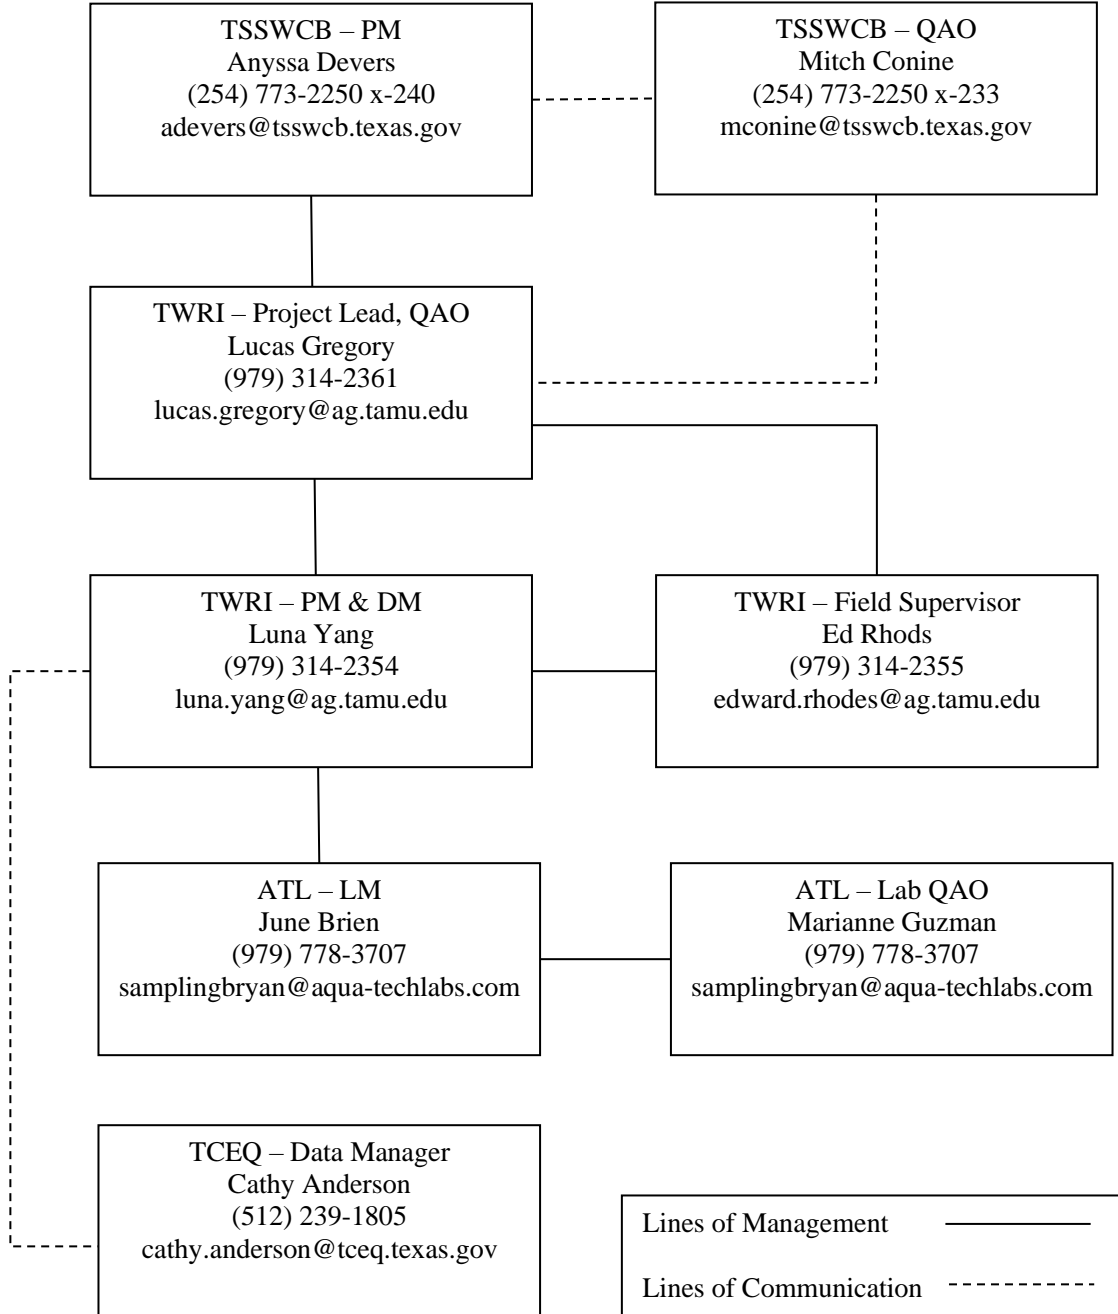 TSSWCB – PM
Anyssa Devers
(254) 773-2250 x-240
adevers@tsswcb.texas.gov
TSSWCB – QAO
Mitch Conine
(254) 773-2250 x-233
mconine@tsswcb.texas.gov
TWRI – Project Lead, QAO
Lucas Gregory
(979) 314-2361
lucas.gregory@ag.tamu.edu
TWRI – PM & DM
Luna Yang
(979) 314-2354
luna.yang@ag.tamu.edu
TWRI – Field Supervisor
Ed Rhods
(979) 314-2355
edward.rhodes@ag.tamu.edu
ATL – LM
June Brien
(979) 778-3707
samplingbryan@aqua-techlabs.com
ATL – Lab QAO
Marianne Guzman
(979) 778-3707
samplingbryan@aqua-techlabs.com
TCEQ – Data Manager
Cathy Anderson
(512) 239-1805
cathy.anderson@tceq.texas.gov
Lines of Management
Lines of Communication